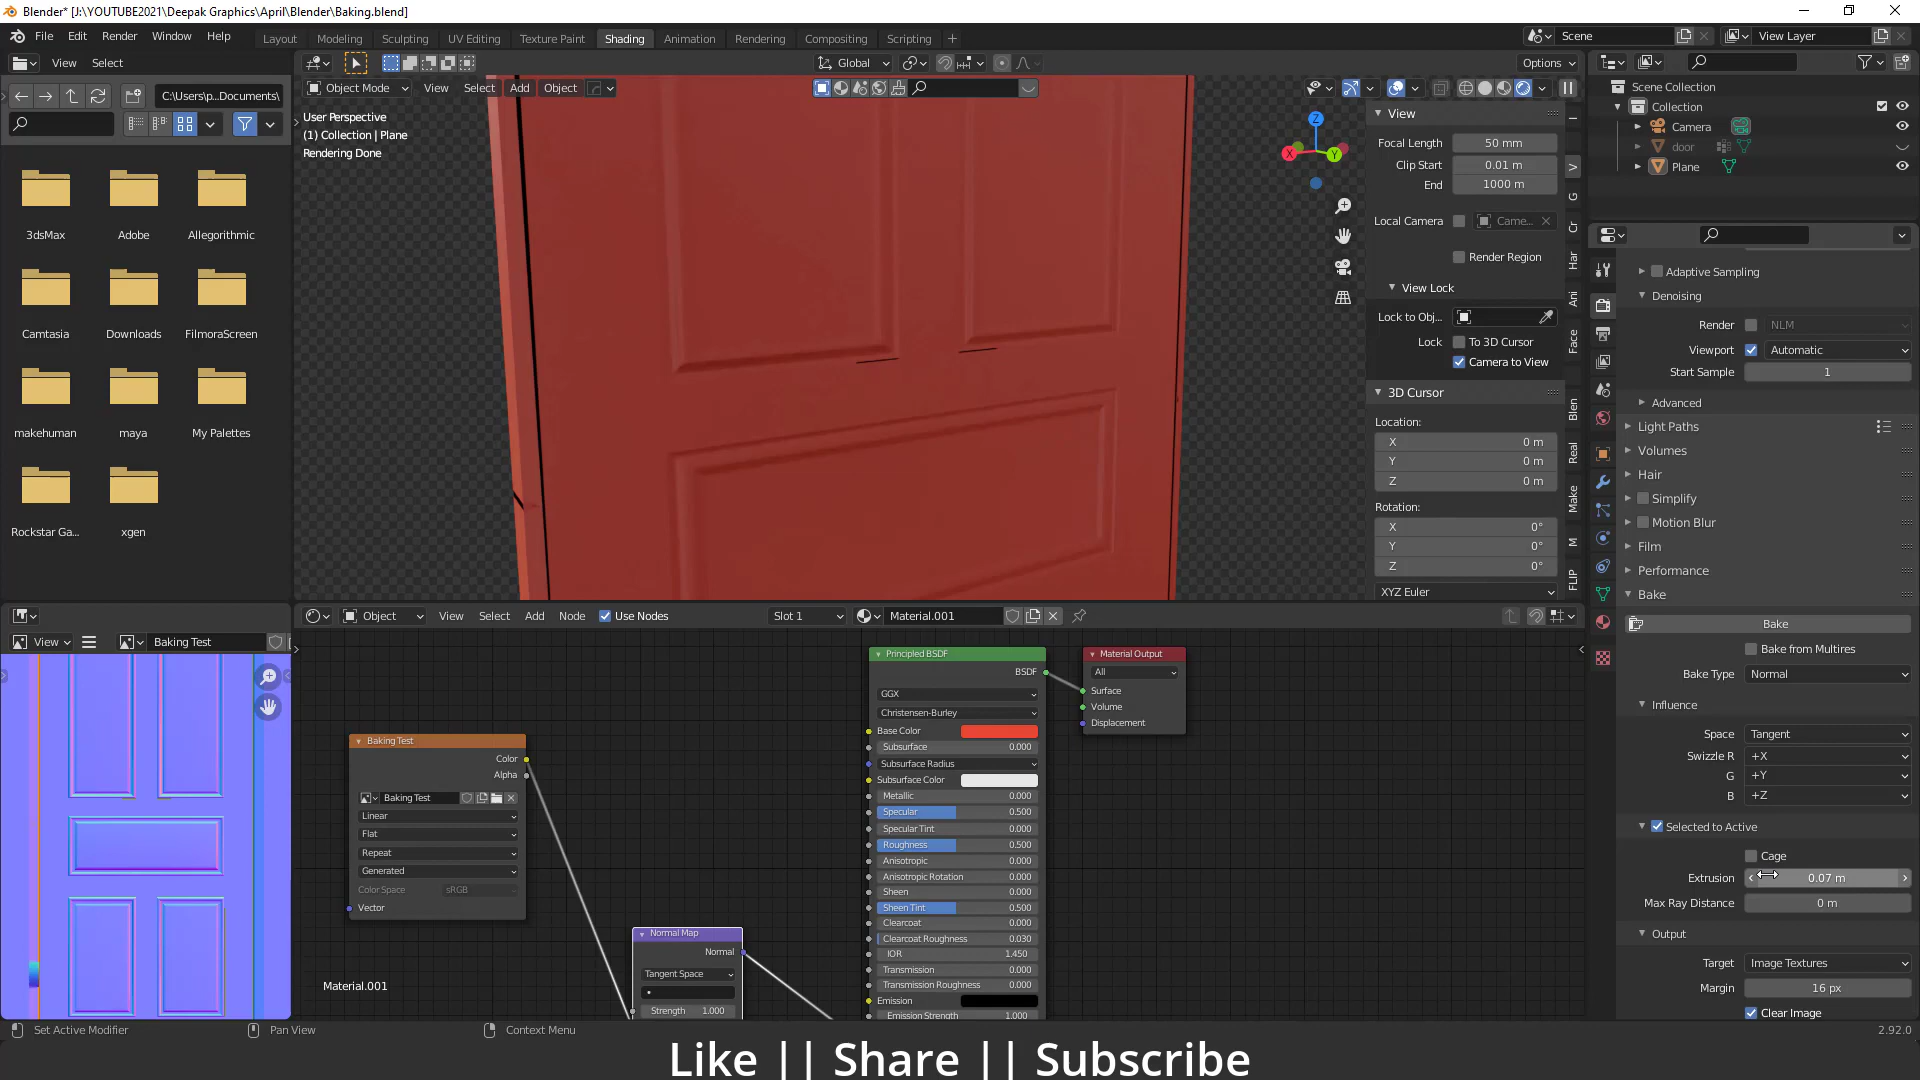 Blender* [J:\YOUTUBE2021\Deepak Graphics\April\Blender\Baking.blend]
File Edit Render Window Help
Layout Modeling Sculpting UV Editing Texture Paint Shading Animation Rendering Compositing Scripting
Scene
View Layer
View Select
Global
Options
C:\Users\p...Documents\
Object Mode View Select Add Object
User Perspective
(1) Collection | Plane
Rendering Done
3dsMax Adobe Allegorithmic
Camtasia Downloads FilmoraScreen
makehuman maya My Palettes
Rockstar Ga... xgen
Z
X
Y
View
Focal Length 50 mm
Clip Start 0.01 m
End 1000 m
Local Camera Came...
Render Region
View Lock
Lock to Obj...
Lock To 3D Cursor
Camera to View
3D Cursor
Location:
X 0 m
Y 0 m
Z 0 m
Rotation:
X 0°
Y 0°
Z 0°
XYZ Euler
V
G
Cr
Har
Ani
Face
Blen
Real
Make
M
FLIP
Scene Collection
Collection
Camera
door
Plane
Adaptive Sampling
Denoising
Render NLM
Viewport Automatic
Start Sample 1
Advanced
Light Paths
Volumes
Hair
Simplify
Motion Blur
Film
Performance
Bake
Bake
Bake from Multires
Bake Type Normal
Influence
Space Tangent
Swizzle R +X
G +Y
B +Z
Selected to Active
Cage
Extrusion 0.07 m
Max Ray Distance 0 m
Output
Target Image Textures
Margin 16 px
Clear Image
View Baking Test
Object View Select Add Node Use Nodes Slot 1 Material.001
Baking Test
Color
Alpha
Baking Test
Linear
Flat
Repeat
Generated
Color Space sRGB
Vector
Normal Map
Normal
Tangent Space
Strength 1.000
Principled BSDF
BSDF
GGX
Christensen-Burley
Base Color
Subsurface 0.000
Subsurface Radius
Subsurface Color
Metallic 0.000
Specular 0.500
Specular Tint 0.000
Roughness 0.500
Anisotropic 0.000
Anisotropic Rotation 0.000
Sheen 0.000
Sheen Tint 0.500
Clearcoat 0.000
Clearcoat Roughness 0.030
IOR 1.450
Transmission 0.000
Transmission Roughness 0.000
Emission
Emission Strength 1.000
Material Output
All
Surface
Volume
Displacement
Material.001
Set Active Modifier Pan View Context Menu 2.92.0
Like || Share || Subscribe